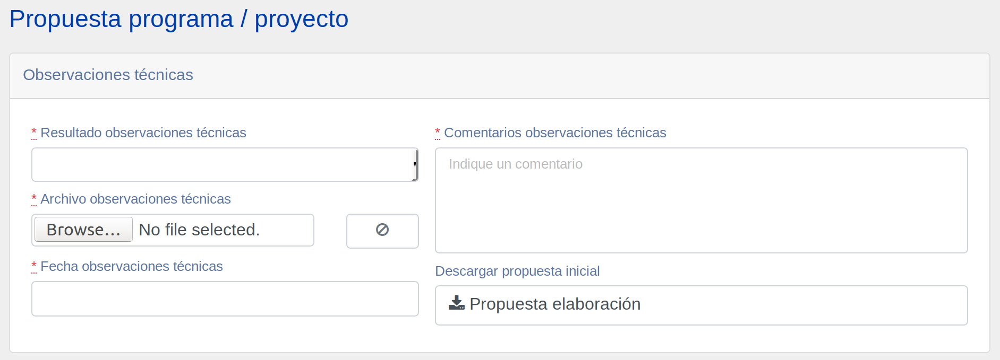 Propuesta programa / proyecto
Observaciones técnicas
* Resultado observaciones técnicas
* Archivo observaciones técnicas
Browse... No file selected.
* Fecha observaciones técnicas
* Comentarios observaciones técnicas
Indique un comentario
Descargar propuesta inicial
Propuesta elaboración